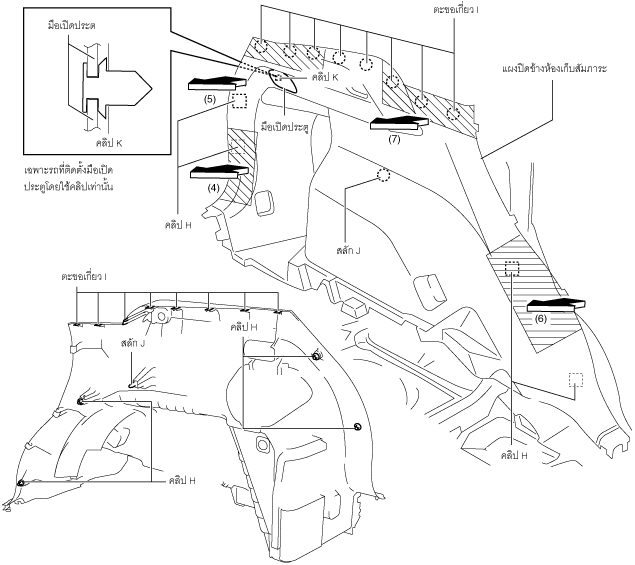 ตะขอเกี่ยว I
มือเปิดประต
คลิป K
แผงปิดข้างห้องเก็บสัมภาระ
(5)
มือเปิดประตู
(7)
คลิป K
เฉพาะรถที่ติดตั้งมือเปิด
ประตูโดยใช้คลิปเท่านั้น
(4)
คลิป H
สลัก J
ตะขอเกี่ยว I
(6)
คลิป H
สลัก J
คลิป H
คลิป H